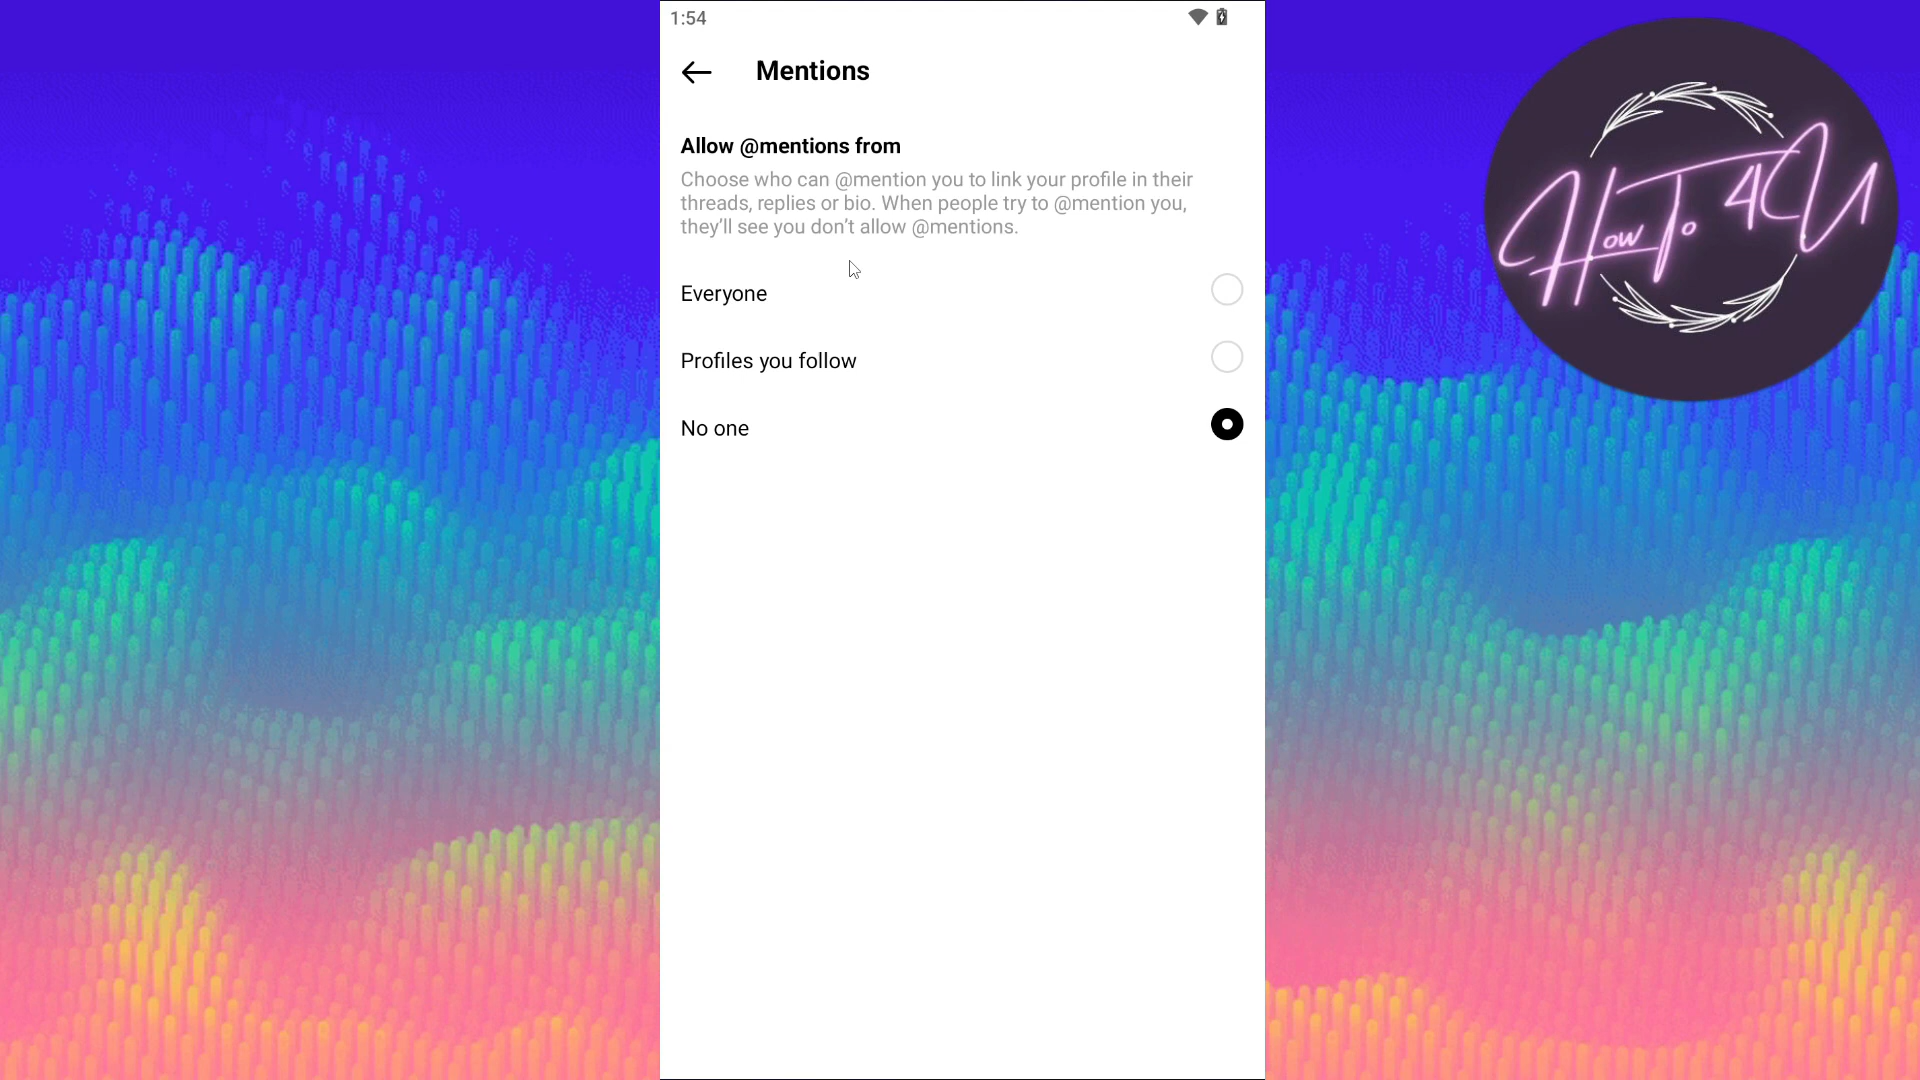 1:54
Mentions
Allow @mentions from
Choose who can @mention you to link your profile in their
threads, replies or bio. When people try to @mention you,
they'll see you don't allow @mentions.
Everyone
Profiles you follow
No one
HowTo 4U